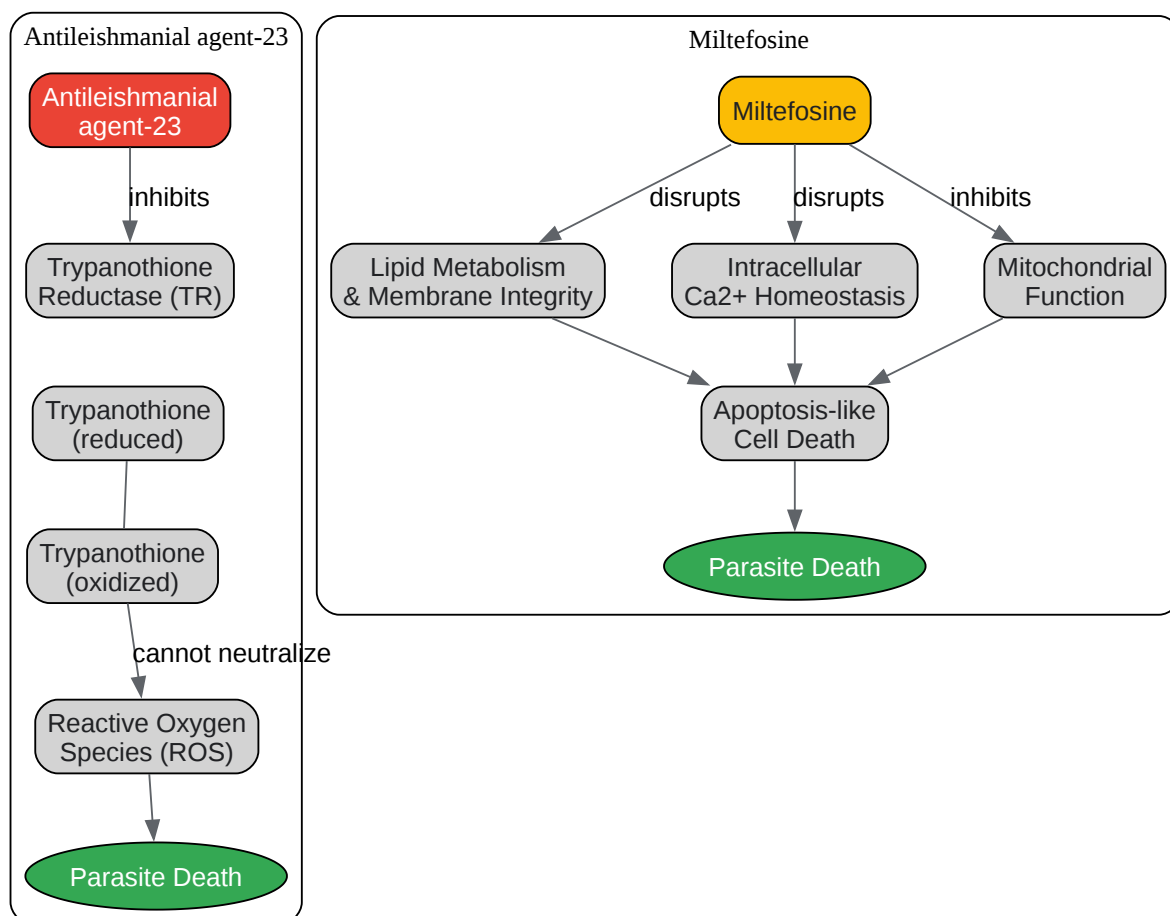 Antileishmanial agent-23
Antileishmanial
agent-23
inhibits
Trypanothione
Reductase (TR)
Trypanothione
(reduced)
Trypanothione
(oxidized)
cannot neutralize
Reactive Oxygen
Species (ROS)
Parasite Death
Miltefosine
Miltefosine
disrupts
disrupts
inhibits
Lipid Metabolism
& Membrane Integrity
Intracellular
Ca2+ Homeostasis
Mitochondrial
Function
Apoptosis-like
Cell Death
Parasite Death